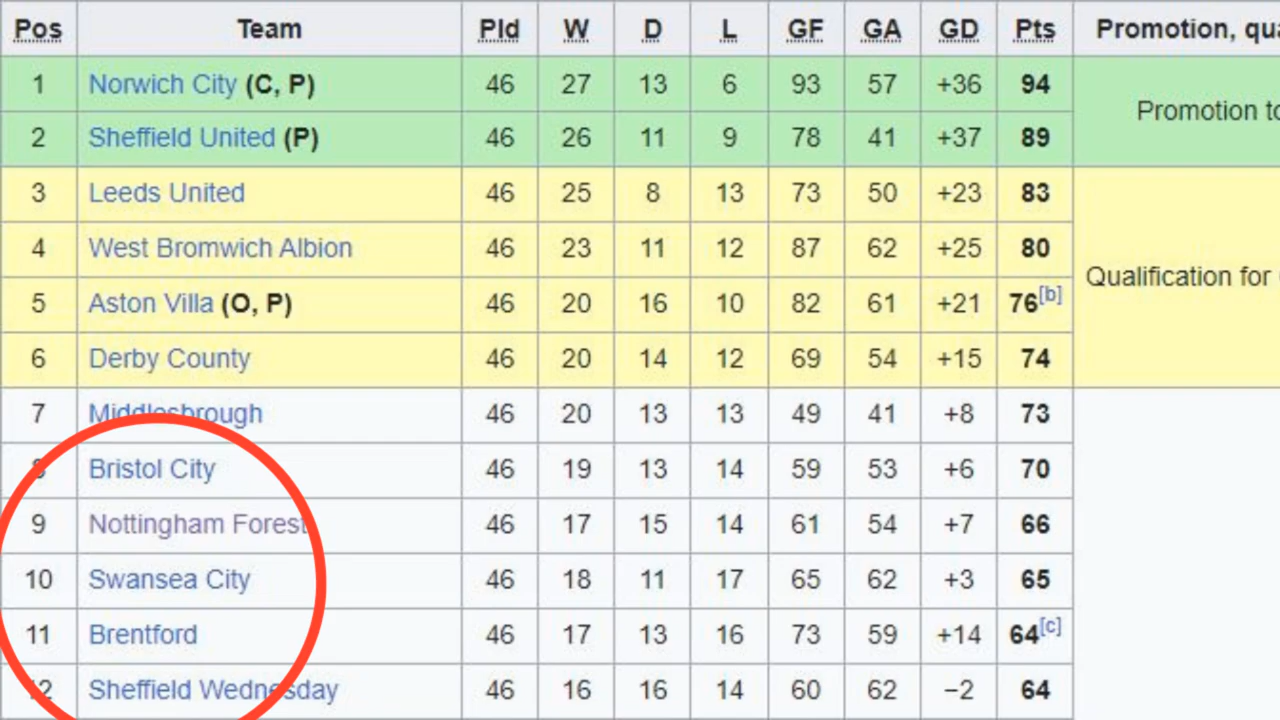 Pos Team Pld W D L GF GA GD Pts Promotion, qua
1 Norwich City (C, P) 46 27 13 6 93 57 +36 94
Promotion to
2 Sheffield United (P) 46 26 11 9 78 41 +37 89
3 Leeds United 46 25 8 13 73 50 +23 83
4 West Bromwich Albion 46 23 11 12 87 62 +25 80
Qualification for
5 Aston Villa (O, P) 46 20 16 10 82 61 +21 76[b]
6 Derby County 46 20 14 12 69 54 +15 74
7 Middlesbrough 46 20 13 13 49 41 +8 73
8 Bristol City 46 19 13 14 59 53 +6 70
9 Nottingham Forest 46 17 15 14 61 54 +7 66
10 Swansea City 46 18 11 17 65 62 +3 65
11 Brentford 46 17 13 16 73 59 +14 64[c]
12 Sheffield Wednesday 46 16 16 14 60 62 −2 64